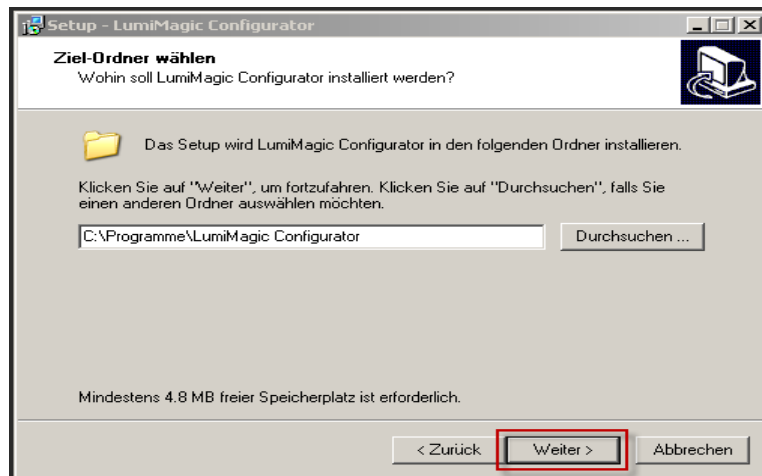 Setup - LumiMagic Configurator
Ziel-Ordner wählen
Wohin soll LumiMagic Configurator installiert werden?
Das Setup wird LumiMagic Configurator in den folgenden Ordner installieren.
Klicken Sie auf "Weiter", um fortzufahren. Klicken Sie auf "Durchsuchen", falls Sie
einen anderen Ordner auswählen möchten.
C:\Programme\LumiMagic Configurator
Durchsuchen ...
Mindestens 4.8 MB freier Speicherplatz ist erforderlich.
< Zurück
Weiter >
Abbrechen